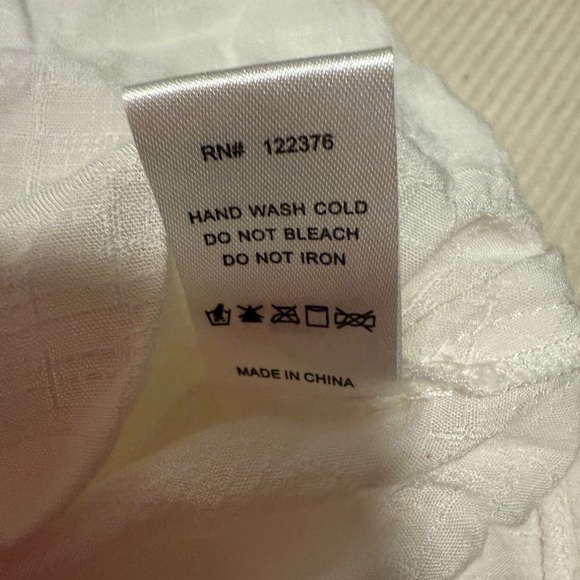 RN# 122376
HAND WASH COLD
DO NOT BLEACH
DO NOT IRON
MADE IN CHINA